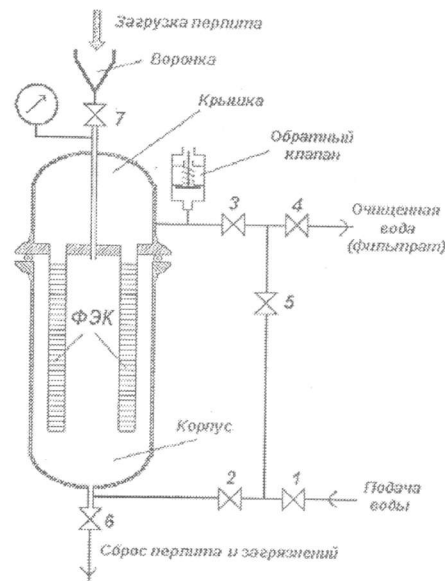 Загрузка перлита
Воронка
7
Крышка
Обратный
клапан
3
4
Очищенная
вода
(фильтрат)
5
ФЭК
Корпус
2
1
Подача
воды
6
Сброс перлита и загрязнений